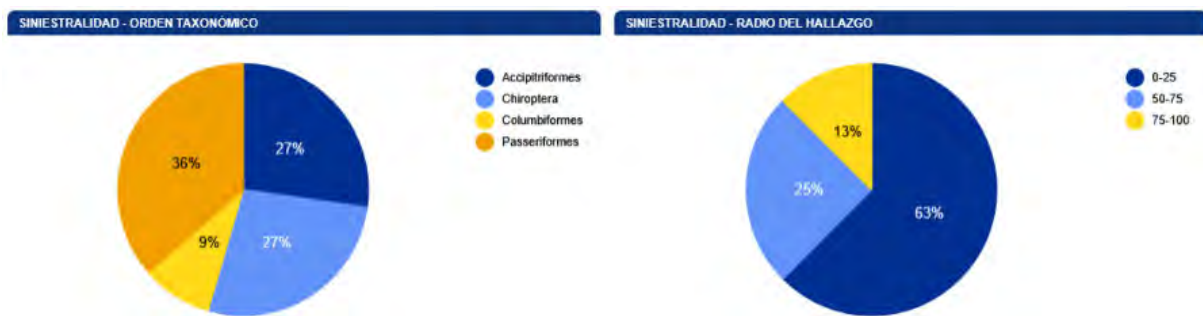 SINIESTRALIDAD - ORDEN TAXONÓMICO
Accipitriformes
Chiroptera
Columbiformes
Passeriformes
36%
27%
9%
27%
SINIESTRALIDAD - RADIO DEL HALLAZGO
0-25
50-75
75-100
13%
25%
63%